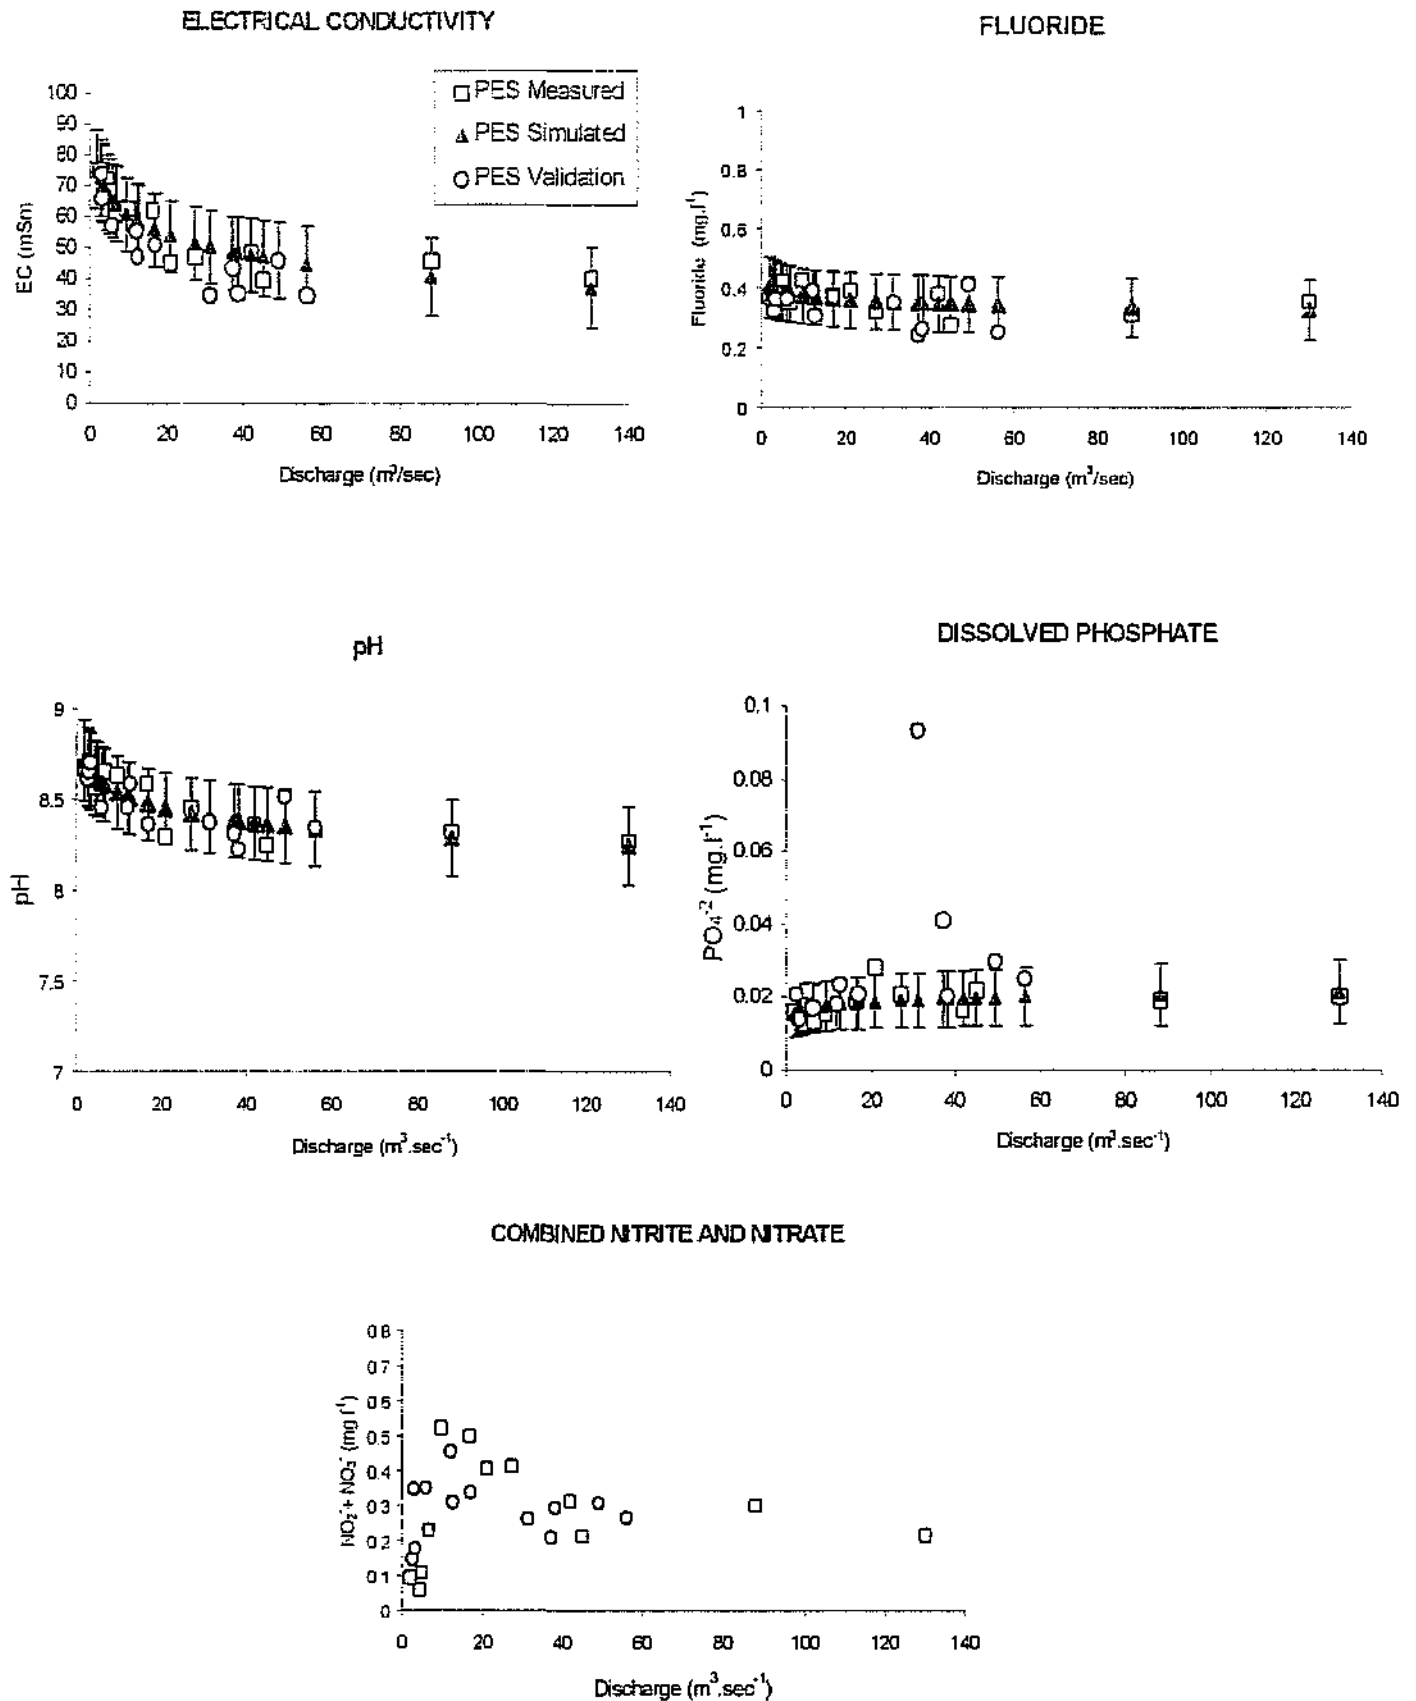 ELECTRICAL CONDUCTIVITY
PES Measured
PES Simulated
PES Validation
100
90
80
70
60
50
40
30
20
10
0
EC (mSm
0 20 40 60 80 100 120 140
Discharge (m³/sec)
FLUORIDE
1
0.8
0.6
0.4
0.2
0
Fluoride (mg.l¹)
0 20 40 60 80 100 120 140
Discharge (m³/sec)
pH
9
8.5
8
7.5
7
pH
0 20 40 60 80 100 120 140
Discharge (m³.sec⁻¹)
DISSOLVED PHOSPHATE
0.1
0.08
0.06
0.04
0.02
0
PO₄⁻² (mg.l⁻¹)
0 20 40 60 80 100 120 140
Discharge (m³.sec⁻¹)
COMBINED NITRITE AND NITRATE
0.8
0.7
0.6
0.5
0.4
0.3
0.2
0.1
0
NO₂⁻+ NO₃⁻ (mg l⁻¹)
0 20 40 60 80 100 120 140
Discharge (m³.sec⁻¹)